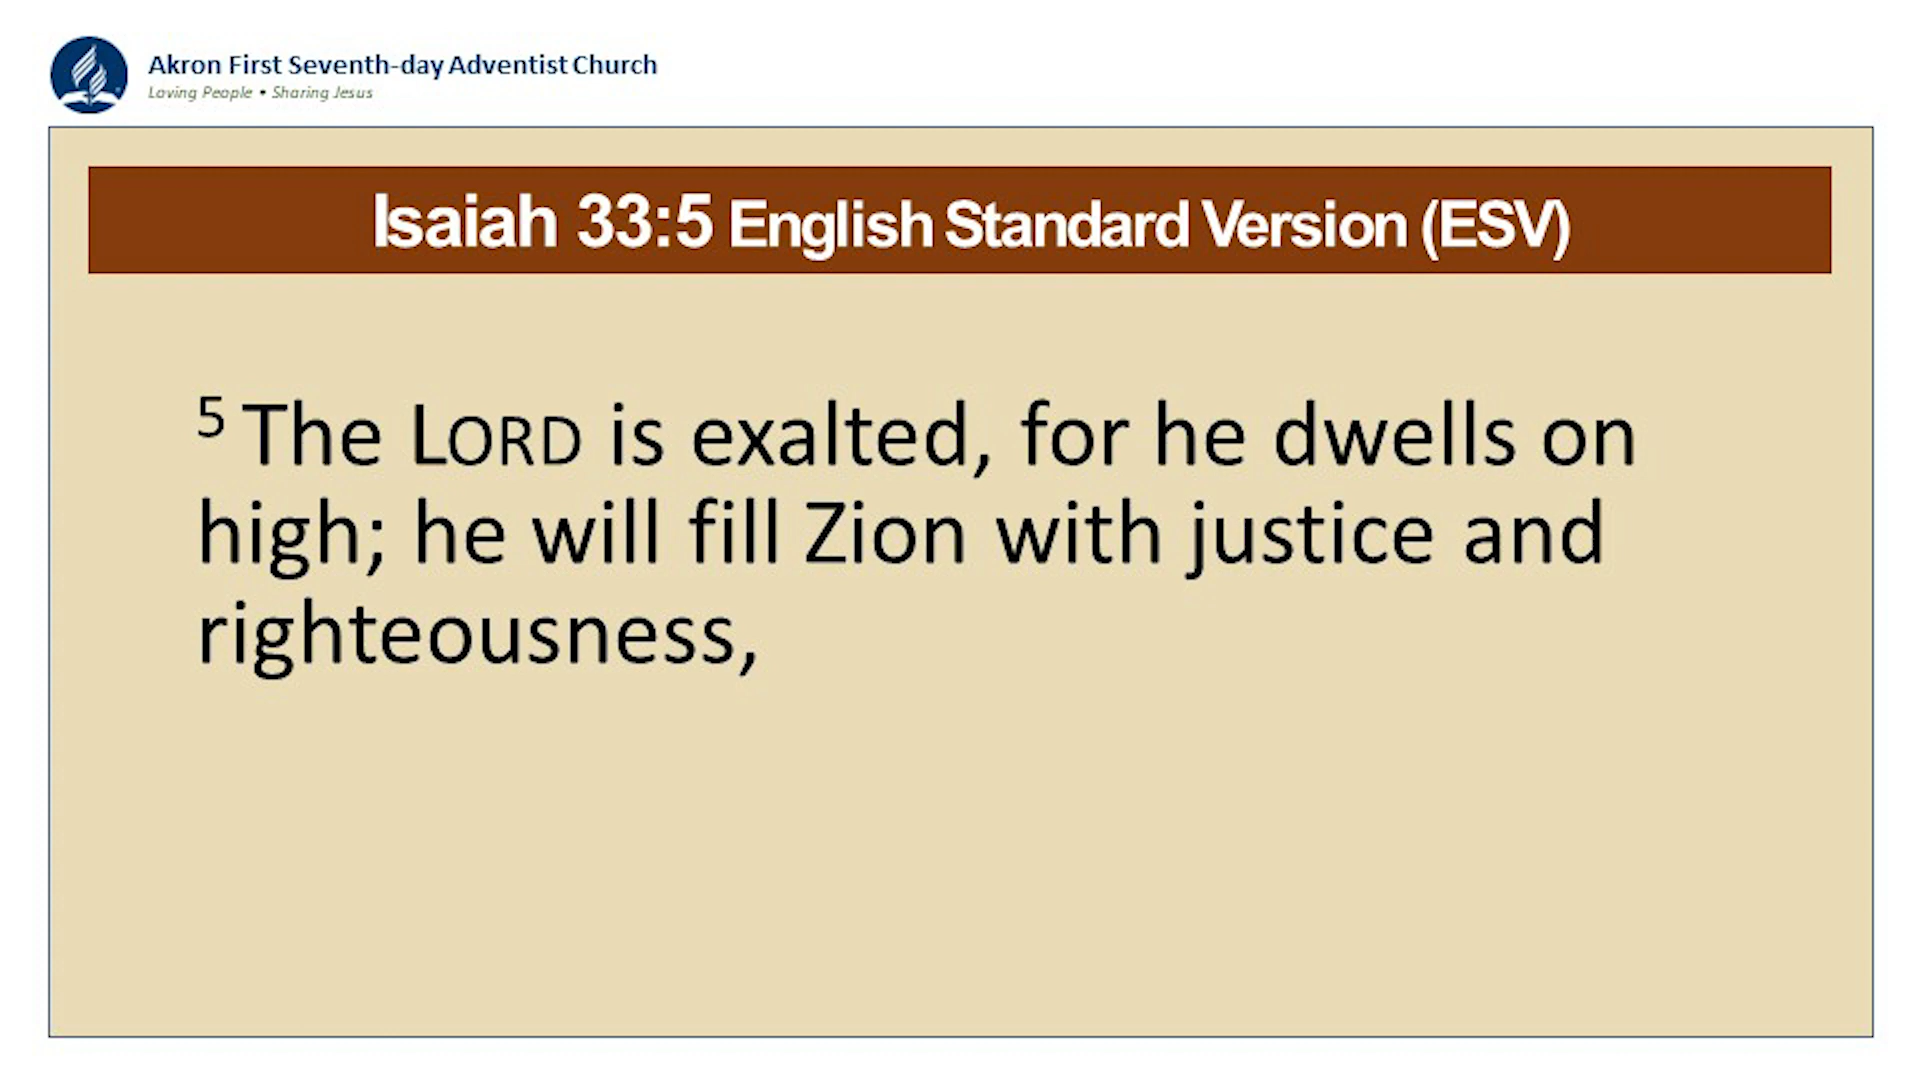 Akron First Seventh-day Adventist Church
Loving People • Sharing Jesus
Isaiah 33:5 English Standard Version (ESV)
5 The LORD is exalted, for he dwells on
high; he will fill Zion with justice and
righteousness,